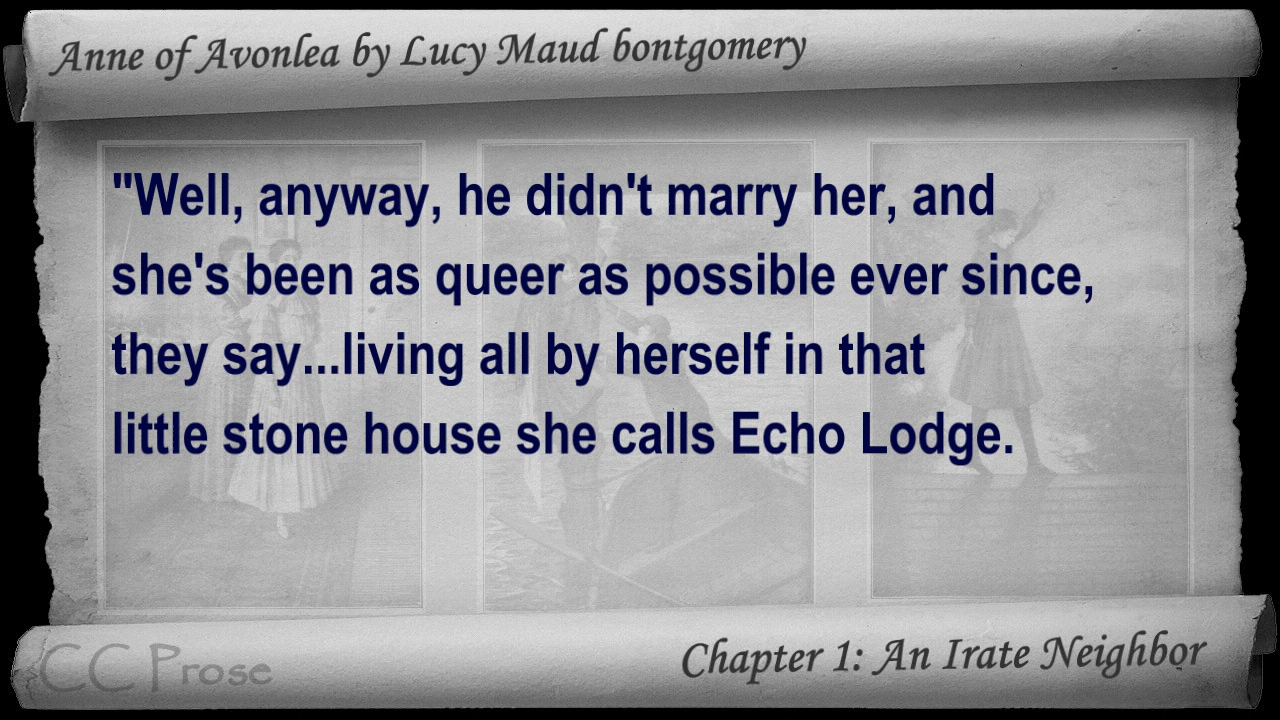 Anne of Avonlea by Lucy Maud bontgomery
"Well, anyway, he didn't marry her, and
she's been as queer as possible ever since,
they say...living all by herself in that
little stone house she calls Echo Lodge.
CC Prose
Chapter 1: An Irate Neighbor